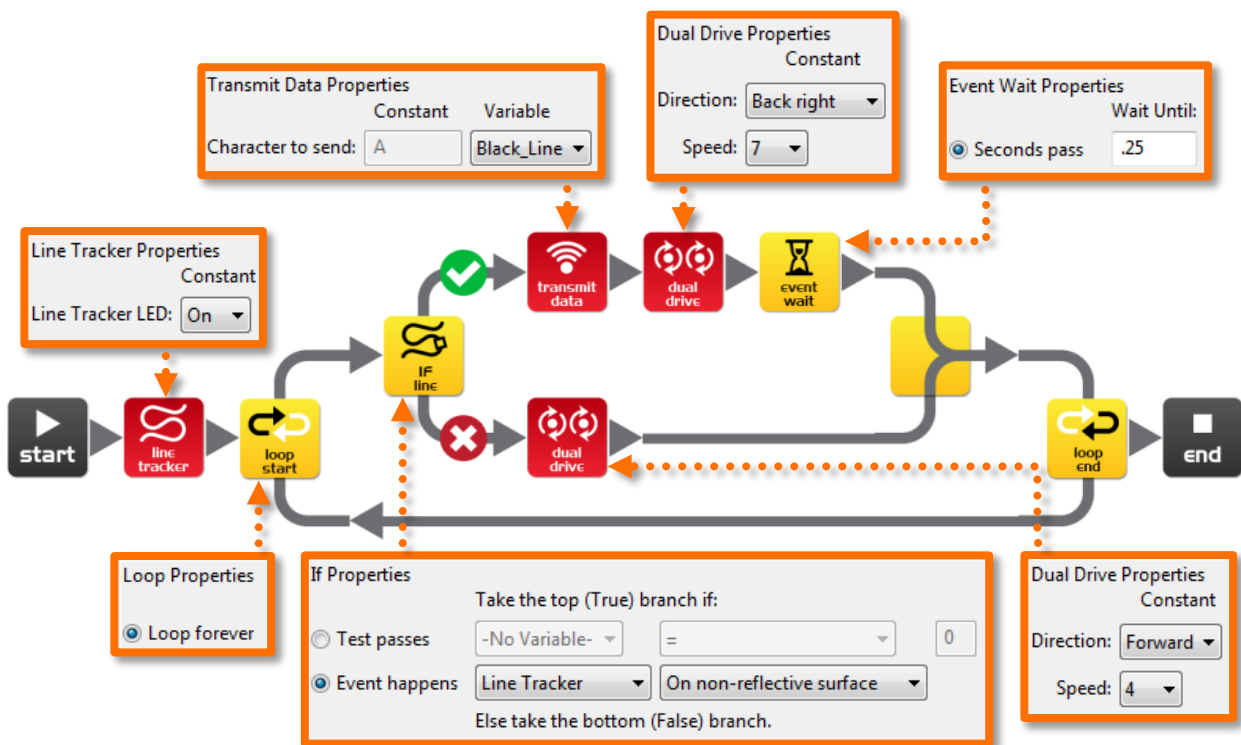 Dual Drive Properties
Constant
Direction: Back right
Speed: 7
Transmit Data Properties
Constant Variable
Character to send: A Black_Line
Event Wait Properties
Wait Until:
Seconds pass .25
Line Tracker Properties
Constant
Line Tracker LED: On
transmit
data
dual
drive
event
wait
IF
line
start
line
tracker
loop
start
dual
drive
loop
end
end
Loop Properties
Loop forever
If Properties
Take the top (True) branch if:
Test passes -No Variable- = 0
Event happens Line Tracker On non-reflective surface
Else take the bottom (False) branch.
Dual Drive Properties
Constant
Direction: Forward
Speed: 4